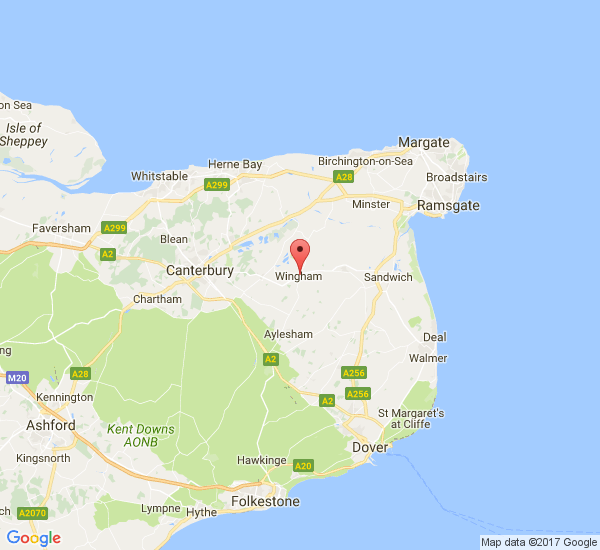 on Sea
Isle of
Sheppey
Margate
Herne Bay
Birchington-on-Sea
Whitstable
A28
Broadstairs
A299
Minster
Ramsgate
Faversham
A299
Blean
A2
Canterbury
Wingham
Sandwich
Chartham
Aylesham
Deal
ng
A2
Walmer
A28
A256
M20
Kennington
A256
A2
St Margaret's
at Cliffe
Ashford
Kent Downs
AONB
Dover
Kingsnorth
Hawkinge
A20
Folkestone
ch
Lympne
Hythe
A2070
Google
Map data ©2017 Google